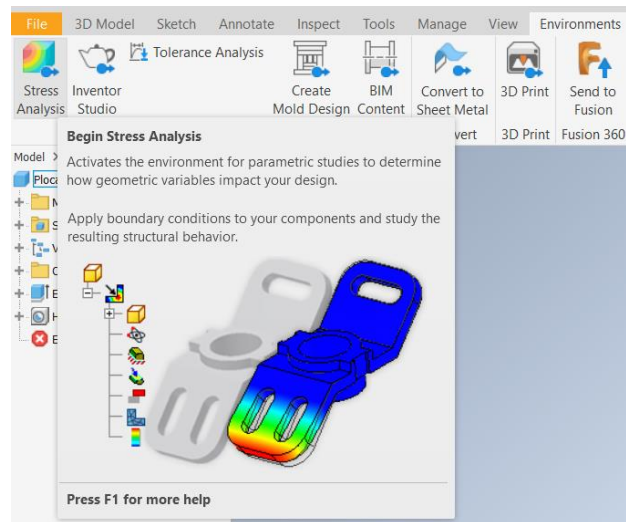 File 3D Model Sketch Annotate Inspect Tools Manage View Environments
Stress Analysis
Inventor Studio
Tolerance Analysis
Create Mold Design
BIM Content
Convert to Sheet Metal
3D Print
Send to Fusion
vert 3D Print Fusion 360
Begin Stress Analysis
Activates the environment for parametric studies to determine
how geometric variables impact your design.
Apply boundary conditions to your components and study the
resulting structural behavior.
Press F1 for more help
Model
Ploca